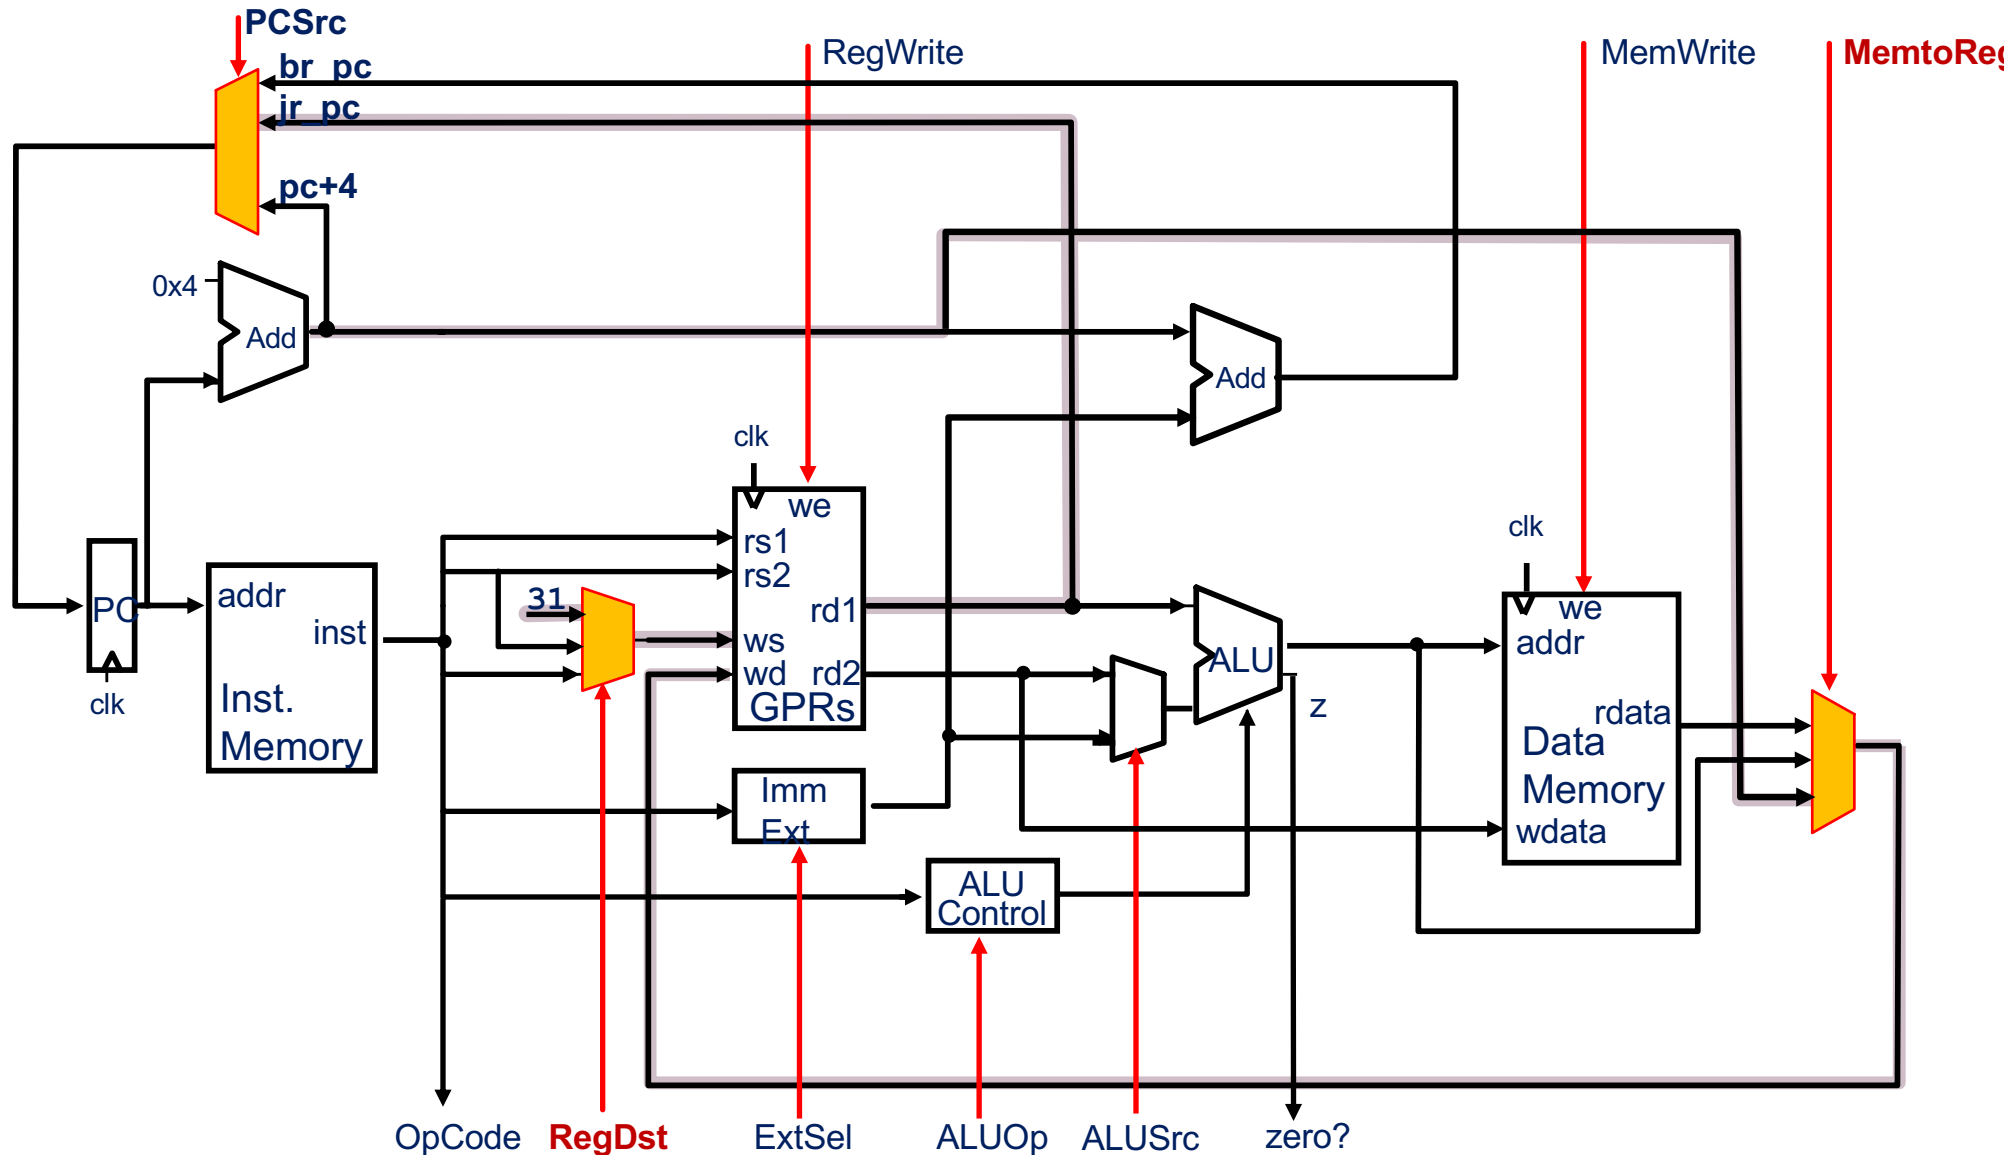 PCSrc
RegWrite
MemWrite
MemtoReg
br_pc
jr_pc
pc+4
0x4
Add
Add
clk
we
rs1
rs2
31
rd1
ws
wd
rd2
GPRs
PC
clk
addr
inst
Inst.
Memory
ALU
z
clk
we
addr
rdata
Data
Memory
wdata
Imm
Ext
ALU
Control
OpCode
RegDst
ExtSel
ALUOp
ALUSrc
zero?